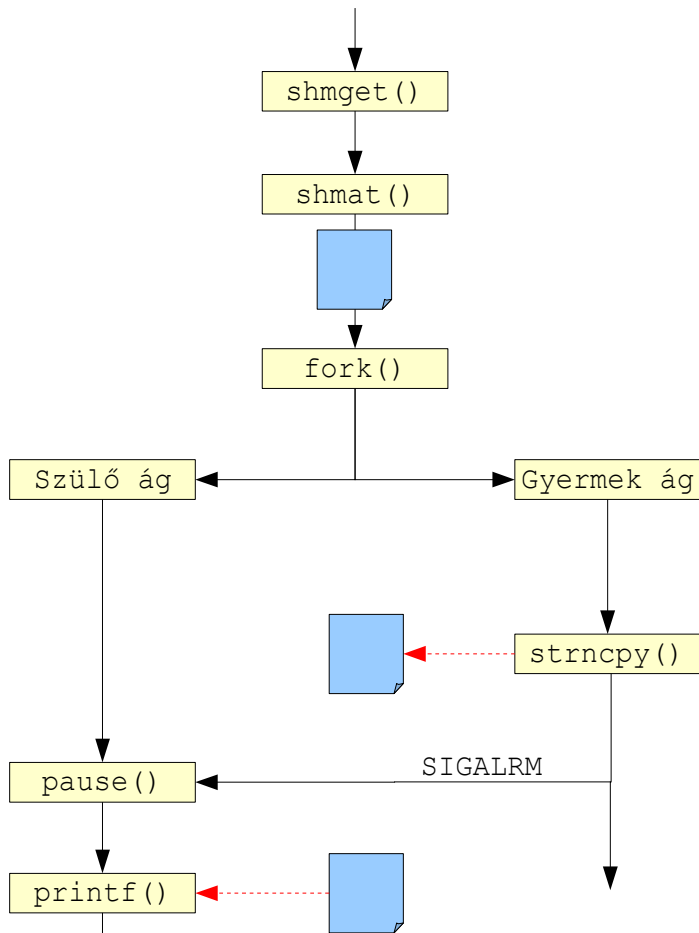 shmget()
shmat()
fork()
Szülő ág
Gyermek ág
strncpy()
SIGALRM
pause()
printf()